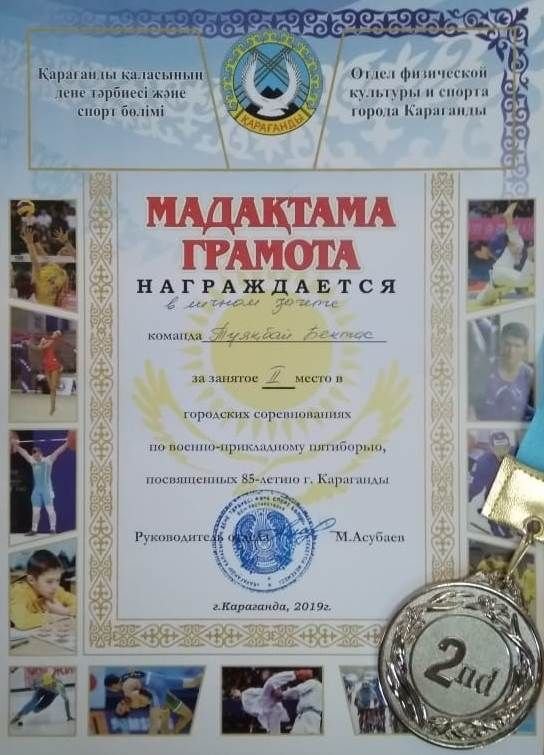 Қарағанды қаласының
дене тәрбиесі және
спорт бөлімі
ҚАРАҒАНДЫ
Отдел физической
культуры и спорта
города Караганды
МАДАҚТАМА
ГРАМОТА
НАГРАЖДАЕТСЯ
в личном зачете
команда Туякбай Бектас
за занятое II место в
городских соревнованиях
по военно-прикладному пятиборью,
посвященных 85-летию г. Караганды
Руководитель отдела М.Асубаев
г.Караганда, 2019г.
2nd